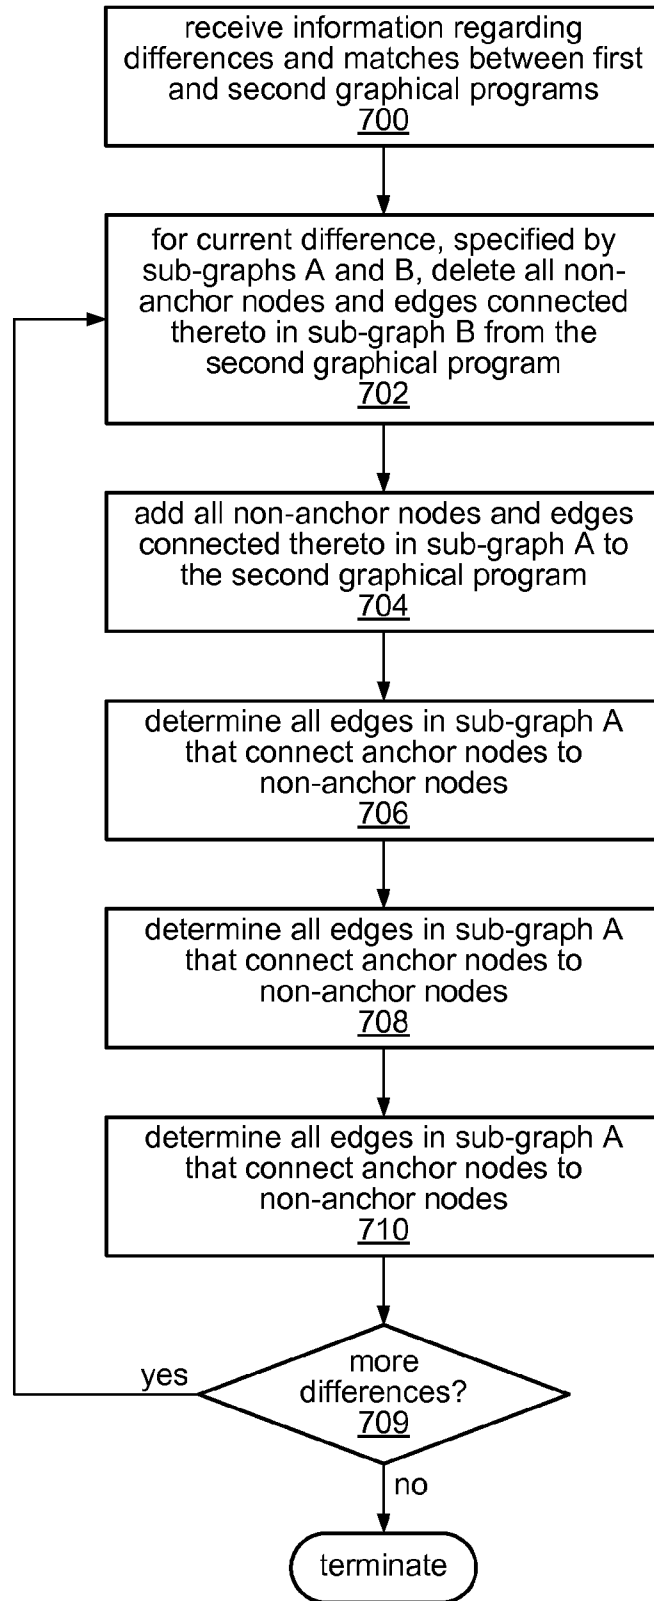 receive information regarding
differences and matches between first
and second graphical programs
700
for current difference, specified by
sub-graphs A and B, delete all non-
anchor nodes and edges connected
thereto in sub-graph B from the
second graphical program
702
add all non-anchor nodes and edges
connected thereto in sub-graph A to
the second graphical program
704
determine all edges in sub-graph A
that connect anchor nodes to
non-anchor nodes
706
determine all edges in sub-graph A
that connect anchor nodes to
non-anchor nodes
708
determine all edges in sub-graph A
that connect anchor nodes to
non-anchor nodes
710
yes
more
differences?
709
no
terminate